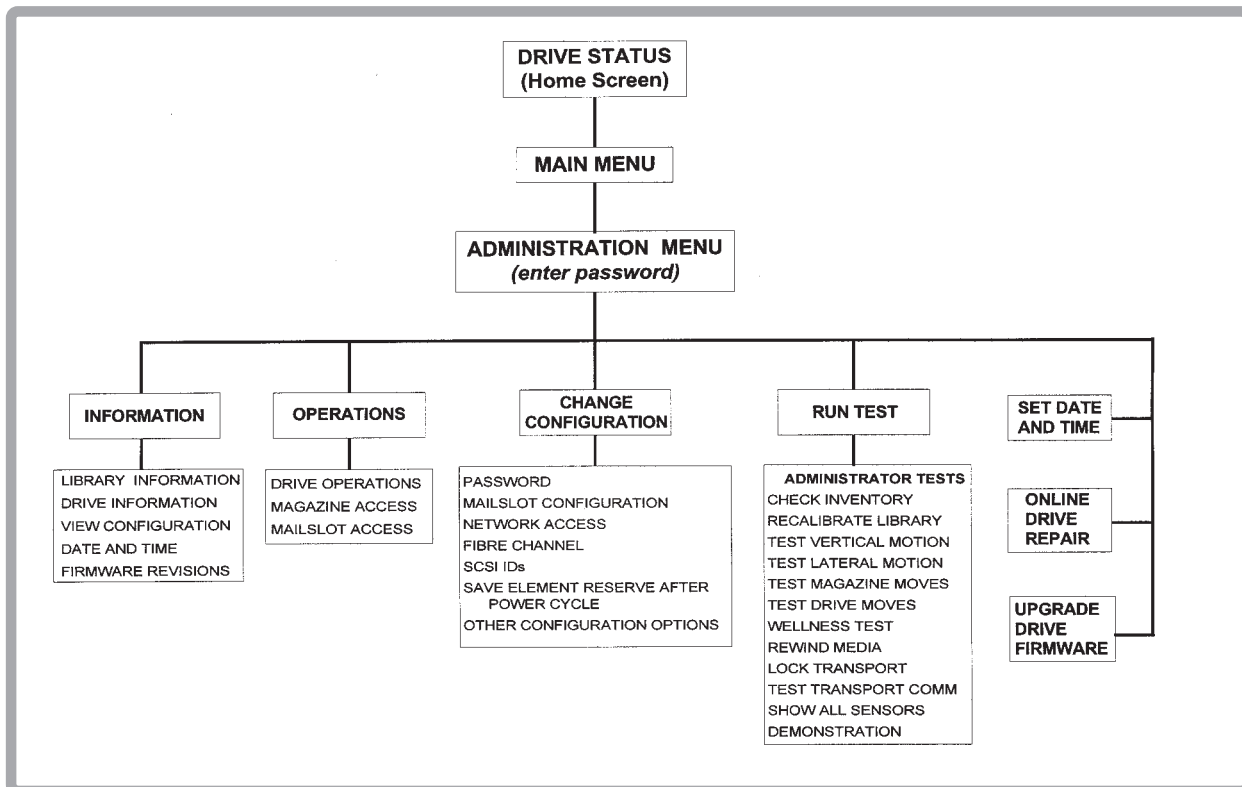 DRIVE STATUS
(Home Screen)
MAIN MENU
ADMINISTRATION MENU
(enter password)
INFORMATION
LIBRARY INFORMATION
DRIVE INFORMATION
VIEW CONFIGURATION
DATE AND TIME
FIRMWARE REVISIONS
OPERATIONS
DRIVE OPERATIONS
MAGAZINE ACCESS
MAILSLOT ACCESS
CHANGE
CONFIGURATION
PASSWORD
MAILSLOT CONFIGURATION
NETWORK ACCESS
FIBRE CHANNEL
SCSI IDs
SAVE ELEMENT RESERVE AFTER
POWER CYCLE
OTHER CONFIGURATION OPTIONS
RUN TEST
ADMINISTRATOR TESTS
CHECK INVENTORY
RECALIBRATE LIBRARY
TEST VERTICAL MOTION
TEST LATERAL MOTION
TEST MAGAZINE MOVES
TEST DRIVE MOVES
WELLNESS TEST
REWIND MEDIA
LOCK TRANSPORT
TEST TRANSPORT COMM
SHOW ALL SENSORS
DEMONSTRATION
SET DATE
AND TIME
ONLINE
DRIVE
REPAIR
UPGRADE
DRIVE
FIRMWARE